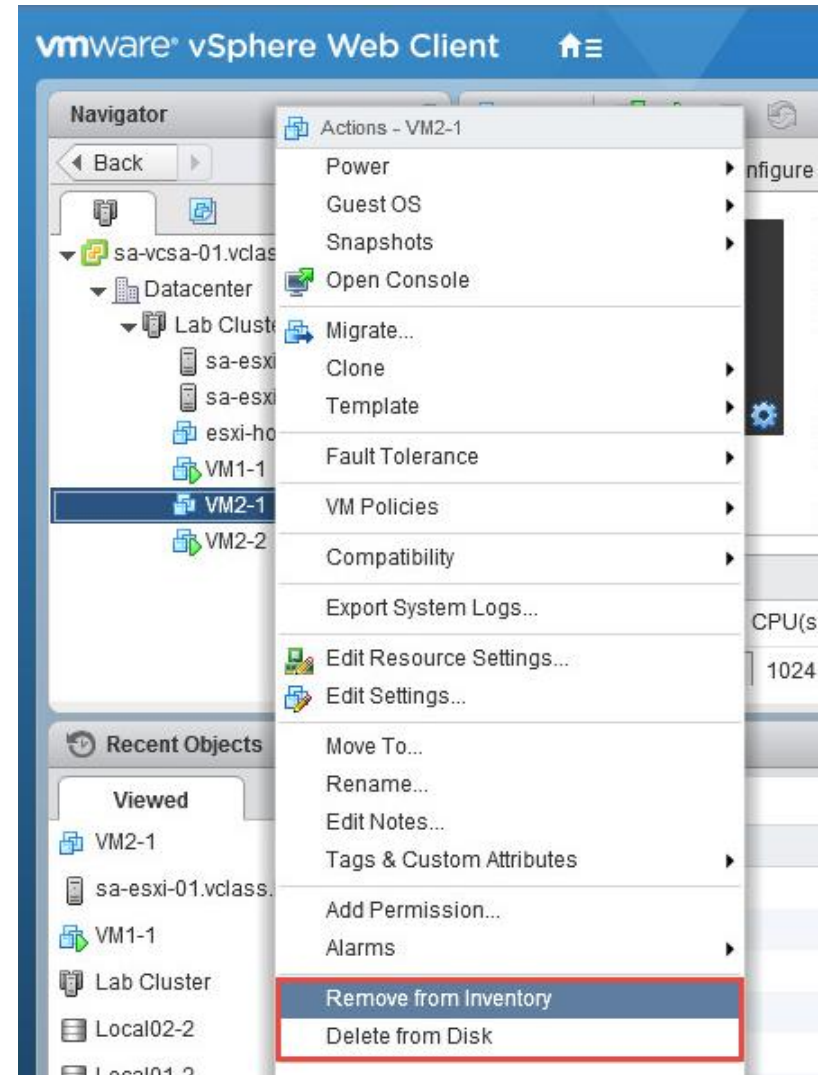 vmware® vSphere Web Client
Navigator
Back
sa-vcsa-01.vclas
Datacenter
Lab Cluste
sa-esxi
sa-esxi
esxi-ho
VM1-1
VM2-1
VM2-2
Actions - VM2-1
Power
Guest OS
Snapshots
Open Console
Migrate...
Clone
Template
Fault Tolerance
VM Policies
Compatibility
Export System Logs...
Edit Resource Settings...
Edit Settings...
Move To...
Rename...
Edit Notes...
Tags & Custom Attributes
Add Permission...
Alarms
Remove from Inventory
Delete from Disk
nfigure
CPU(s
1024
Recent Objects
Viewed
VM2-1
sa-esxi-01.vclass.
VM1-1
Lab Cluster
Local02-2
Local01-2